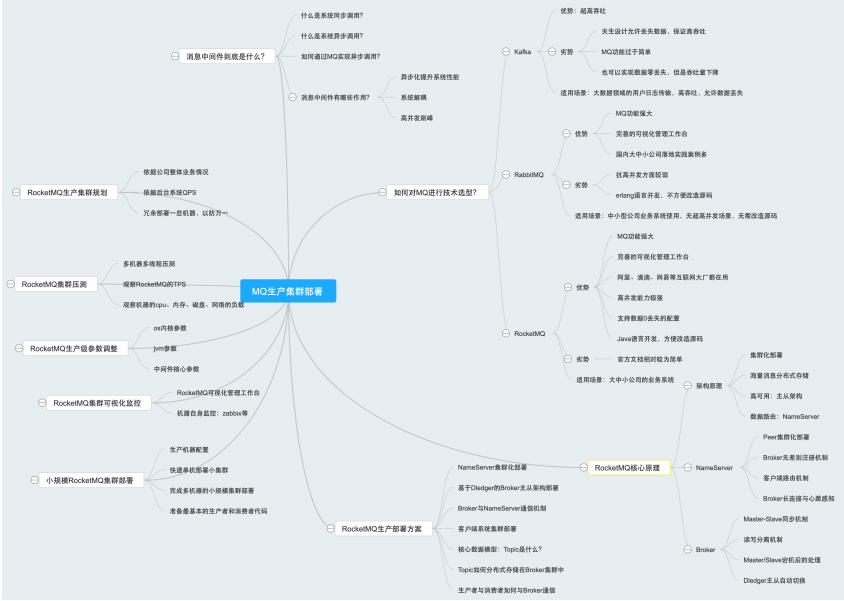 MQ生产集群部署
消息中间件到底是什么?
什么是系统同步调用?
什么是系统异步调用?
如何通过MQ实现异步调用?
消息中间件有哪些作用?
异步化提升系统性能
系统解耦
高并发削峰
RocketMQ生产集群规划
依据公司整体业务情况
依据后台系统QPS
冗余部署一些机器，以防万一
RocketMQ集群压测
多机器多线程压测
观察RocketMQ的TPS
观察机器的cpu、内存、磁盘、网络的负载
RocketMQ生产级参数调整
os内核参数
jvm参数
中间件核心参数
RocketMQ集群可视化监控
RocketMQ可视化管理工作台
机器自身监控：zabbix等
小规模RocketMQ集群部署
生产机器配置
快速单机部署小集群
完成多机器的小规模集群部署
准备最基本的生产者和消费者代码
如何对MQ进行技术选型?
Kafka
优势：超高吞吐
劣势
天生设计允许丢失数据，保证高吞吐
MQ功能过于简单
也可以实现数据零丢失，但是吞吐量下降
适用场景：大数据领域的用户日志传输，高吞吐，允许数据丢失
RabbitMQ
优势
MQ功能强大
完善的可视化管理工作台
国内大中小公司落地实践案例多
劣势
抗高并发方面较弱
erlang语言开发，不方便改造源码
适用场景：中小型公司业务系统使用，无超高并发场景，无需改造源码
RocketMQ
优势
MQ功能强大
完善的可视化管理工作台
阿里、滴滴、网易等互联网大厂都在用
高并发能力极强
支持数据0丢失的配置
Java语言开发，方便改造源码
劣势
官方文档相对较为简单
适用场景：大中小公司的业务系统
RocketMQ核心原理
架构原理
集群化部署
海量消息分布式存储
高可用：主从架构
数据路由：NameServer
NameServer
Peer集群化部署
Broker无差别注册机制
客户端路由机制
Broker长连接与心跳感知
Broker
Master-Slave同步机制
读写分离机制
Master/Slave宕机后的处理
Dledger主从自动切换
RocketMQ生产部署方案
NameServer集群化部署
基于Dledger的Broker主从架构部署
Broker与NameServer通信机制
客户端系统集群部署
核心数据模型：Topic是什么?
Topic如何分布式存储在Broker集群中
生产者与消费者如何与Broker通信